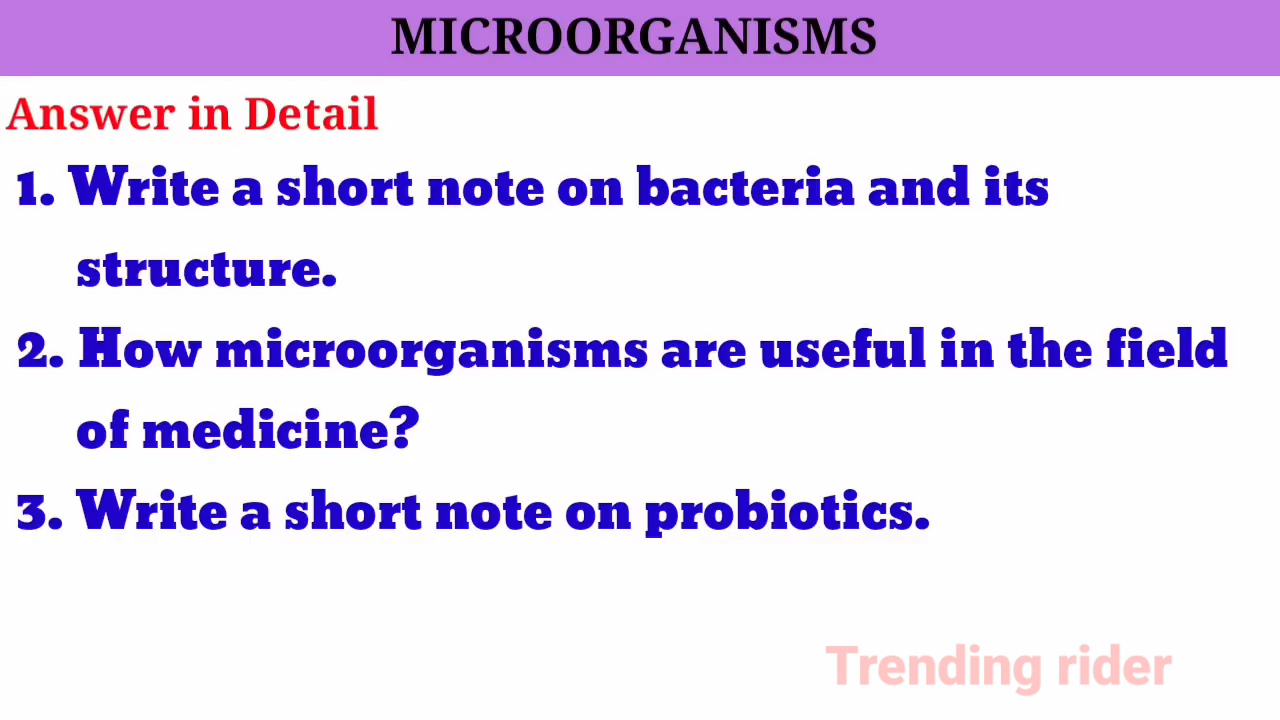 MICROORGANISMS
Answer in Detail
1. Write a short note on bacteria and its
structure.
2. How microorganisms are useful in the field
of medicine?
3. Write a short note on probiotics.
Trending rider